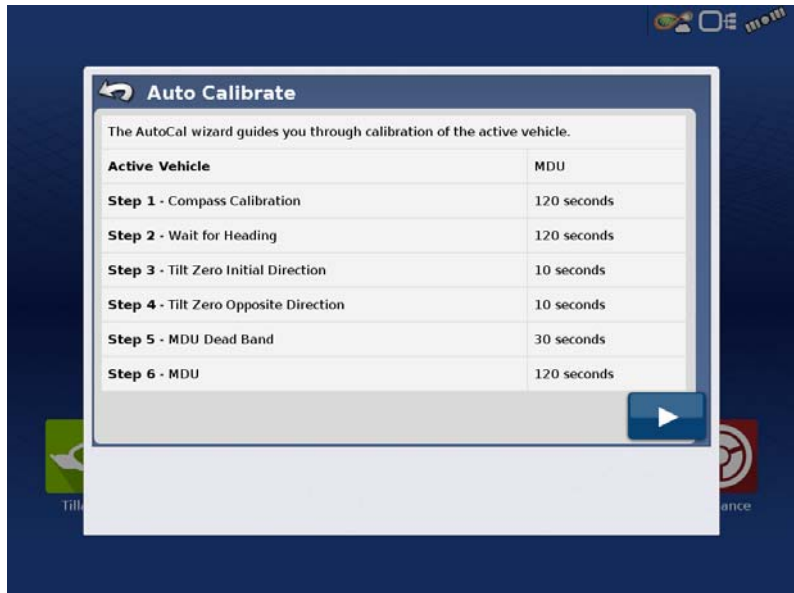 Auto Calibrate
The AutoCal wizard guides you through calibration of the active vehicle.
Active Vehicle MDU
Step 1 - Compass Calibration 120 seconds
Step 2 - Wait for Heading 120 seconds
Step 3 - Tilt Zero Initial Direction 10 seconds
Step 4 - Tilt Zero Opposite Direction 10 seconds
Step 5 - MDU Dead Band 30 seconds
Step 6 - MDU 120 seconds